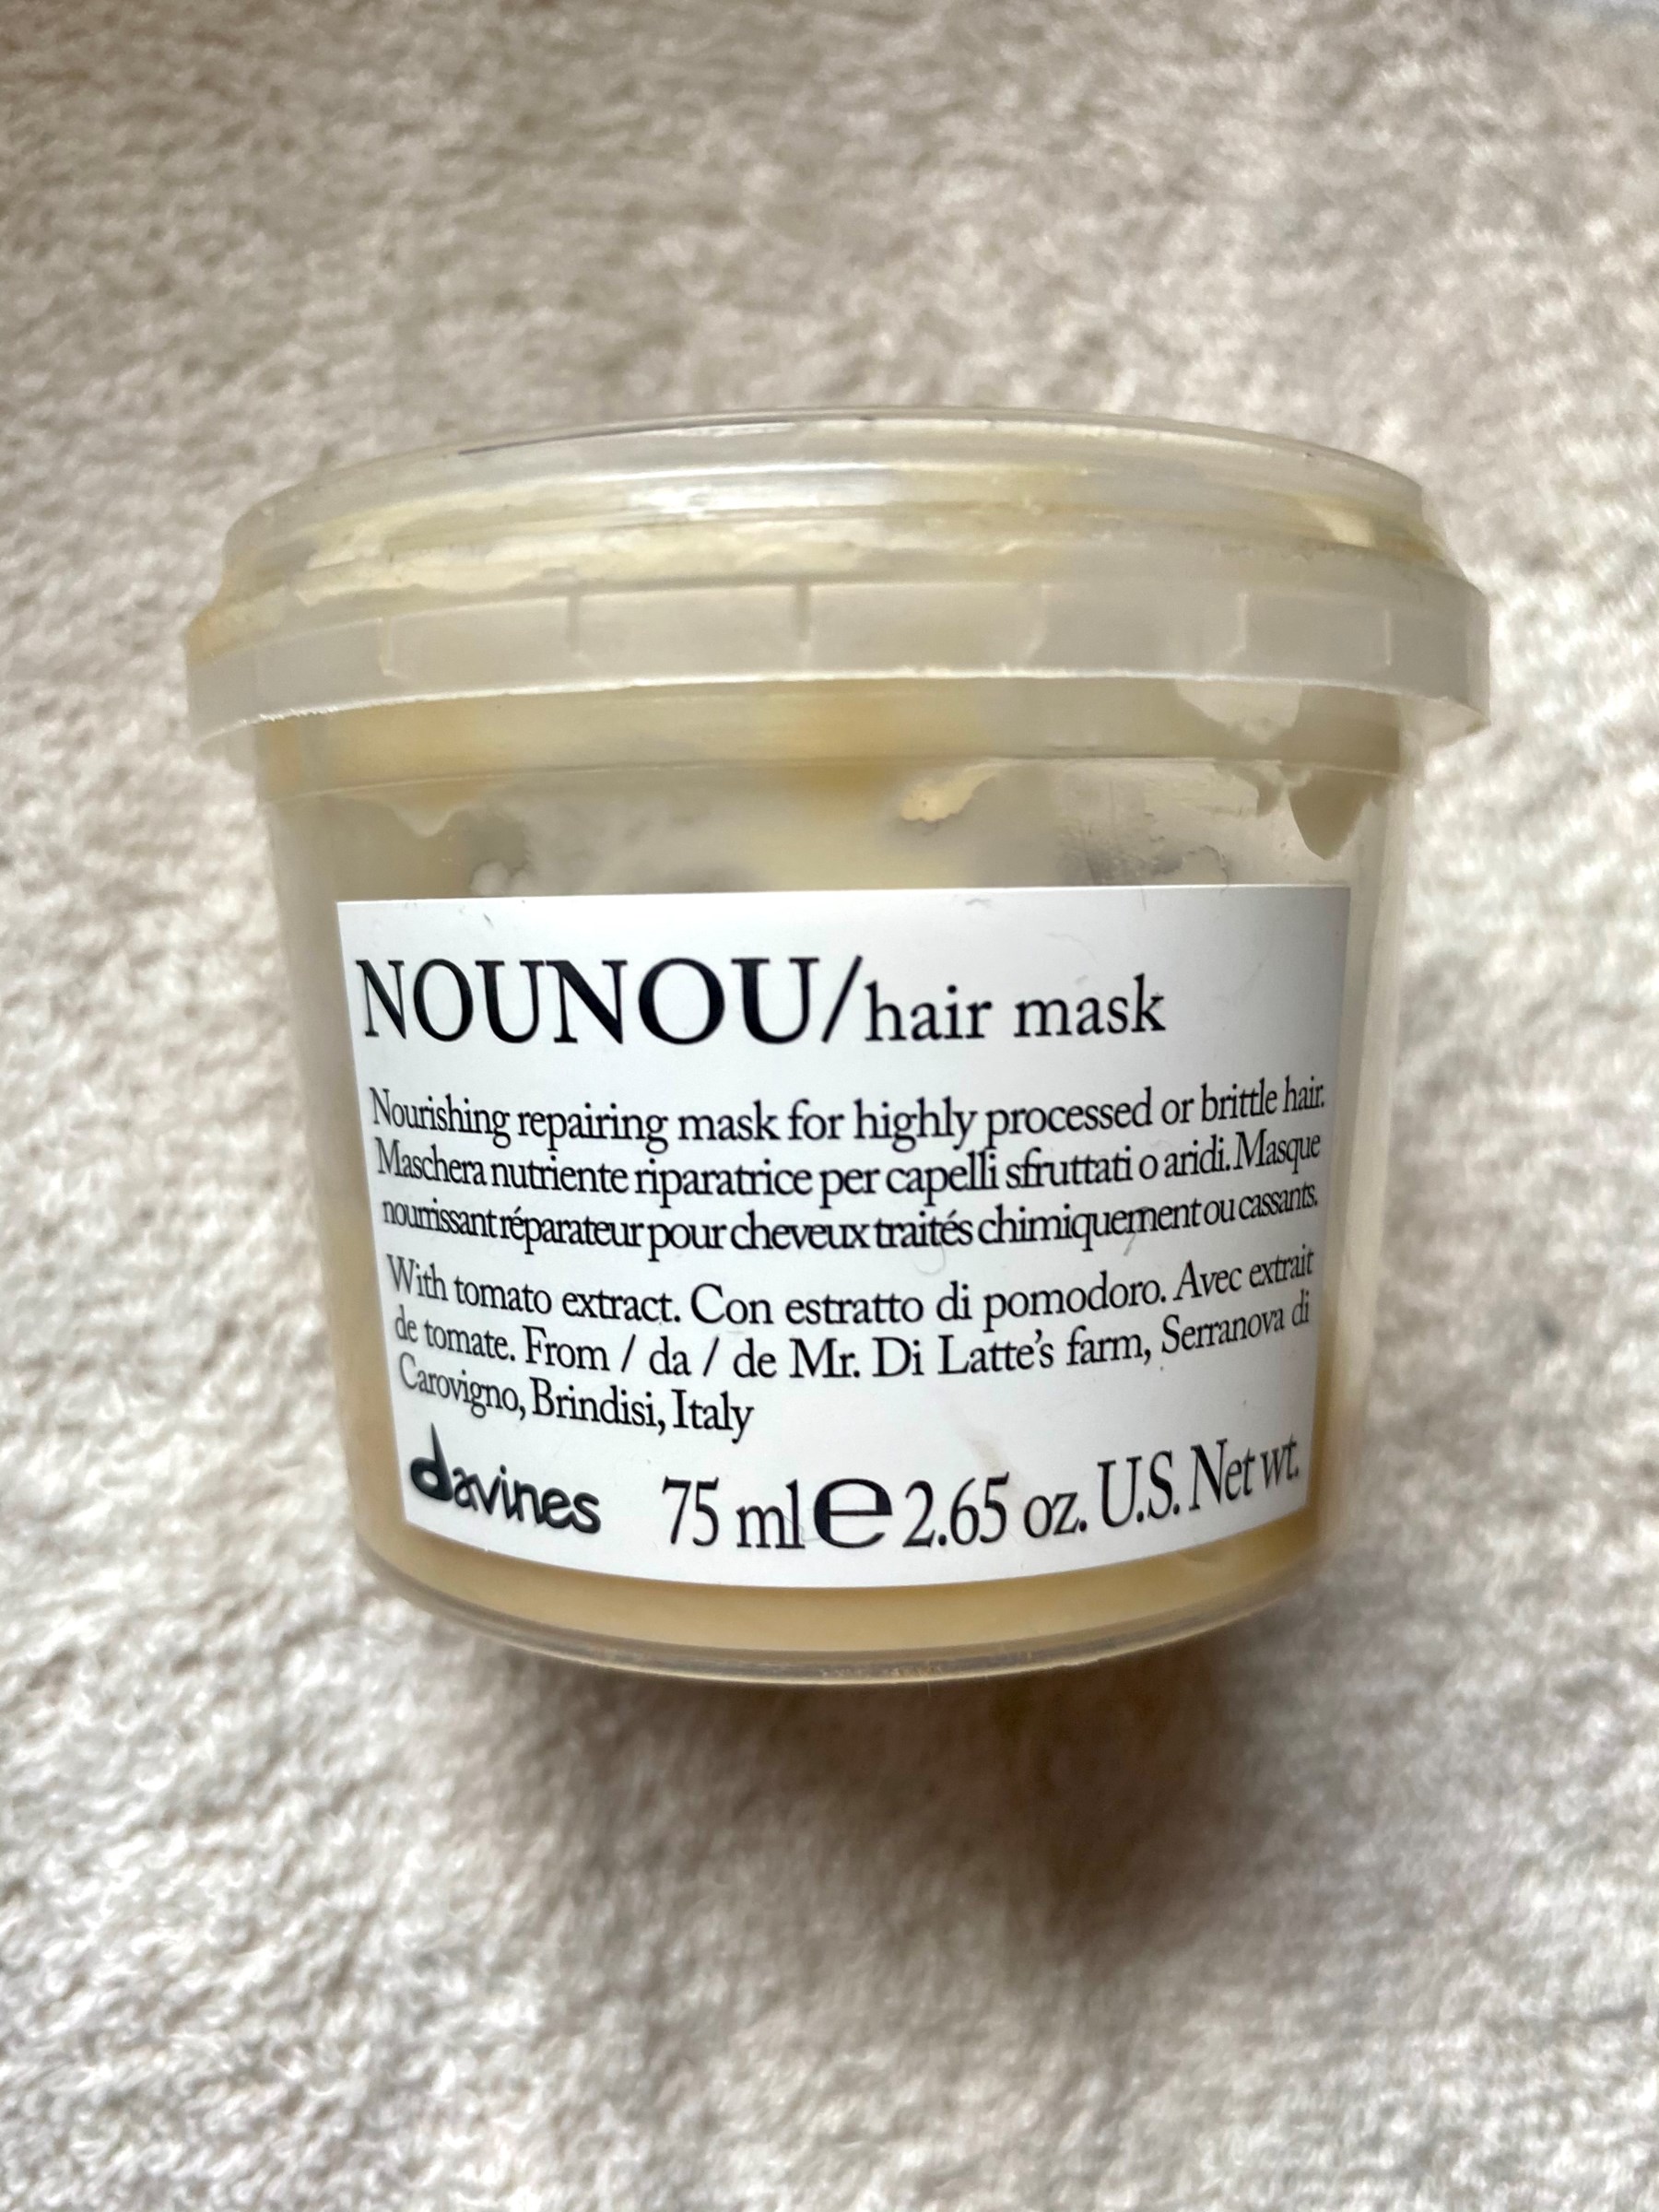 NOUNOU/hair mask
Nourishing repairing mask for highly processed or brittle hair.
Maschera nutriente riparatrice per capelli sfruttati o aridi. Masque
nourrissant réparateur pour cheveux traités chimiquement ou cassants.
With tomato extract. Con estratto di pomodoro. Avec extrait
de tomate. From / da / de Mr. Di Latte's farm, Serranova di
Carovigno, Brindisi, Italy
davines 75 ml e 2.65 oz. U.S. Net wt.